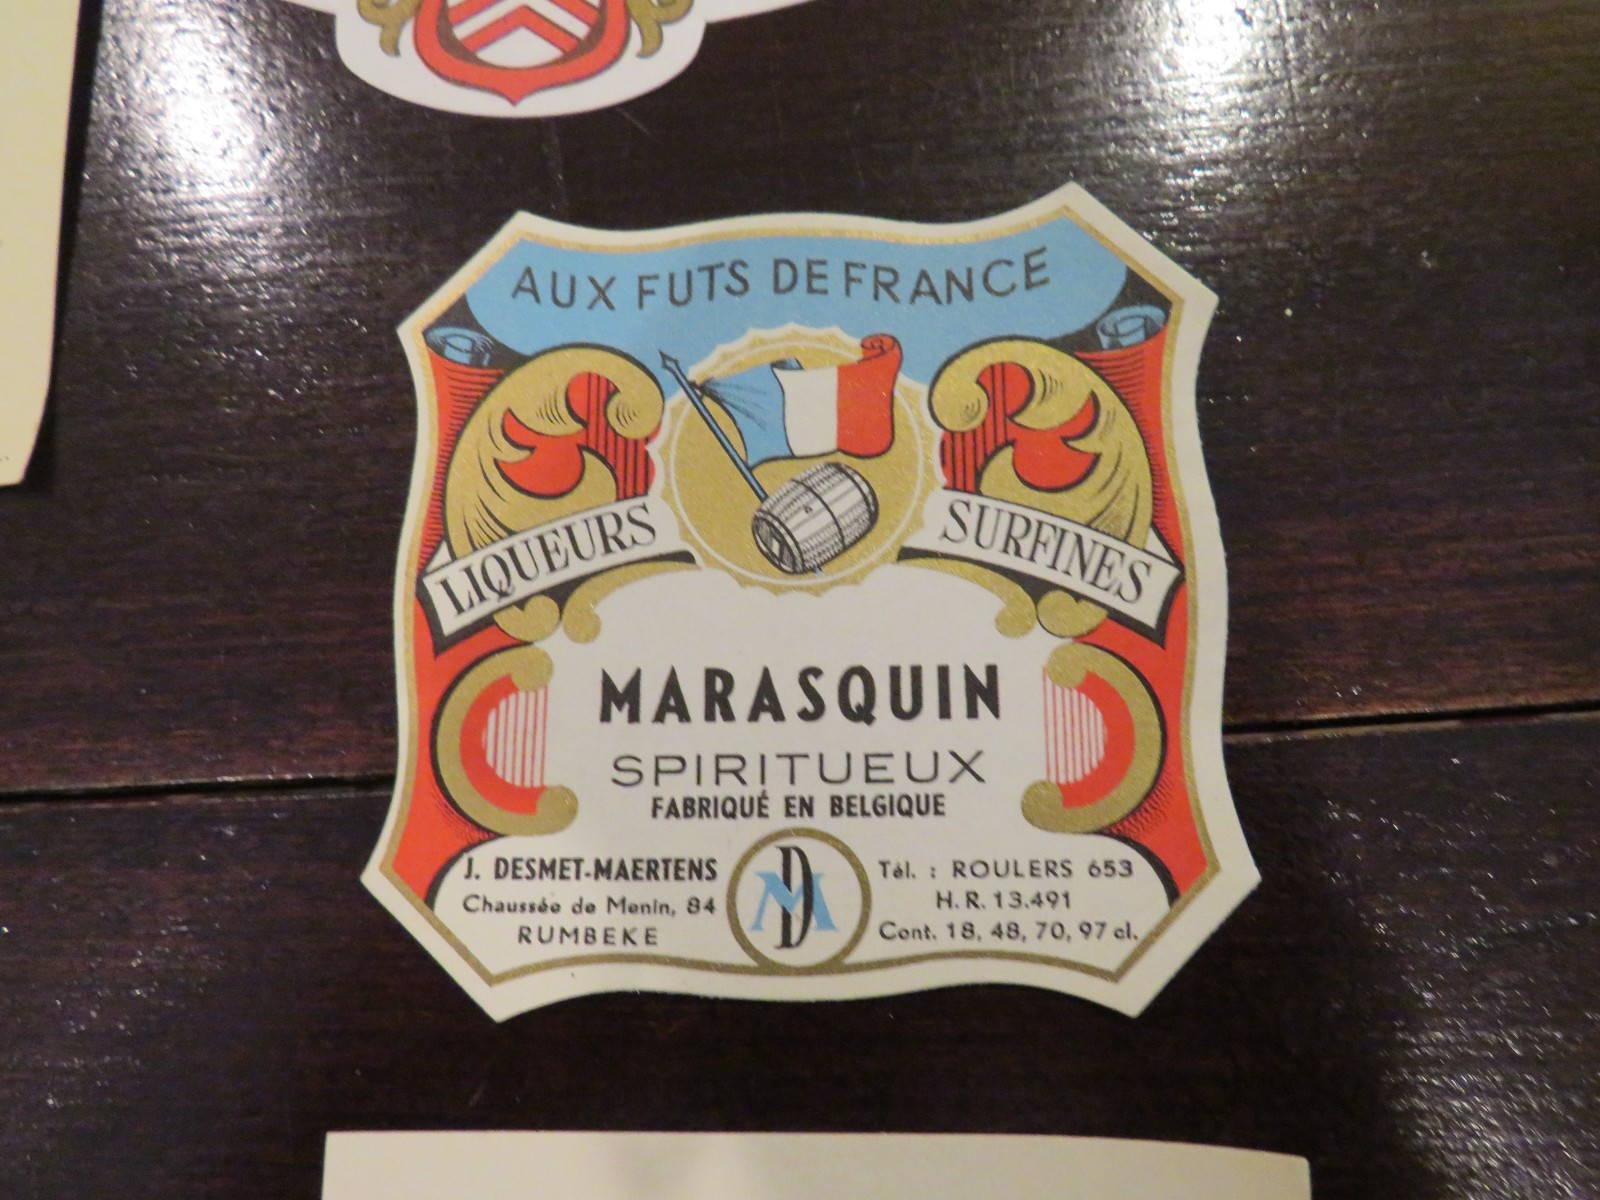 AUX FUTS DE FRANCE
LIQUEURS SURFINES
MARASQUIN
SPIRITUEUX
FABRIQUÉ EN BELGIQUE
J. DESMET-MAERTENS
Chaussée de Menin, 84
RUMBEKE
DM
Tél. : ROULERS 653
H.R. 13.491
Cont. 18, 48, 70, 97 cl.